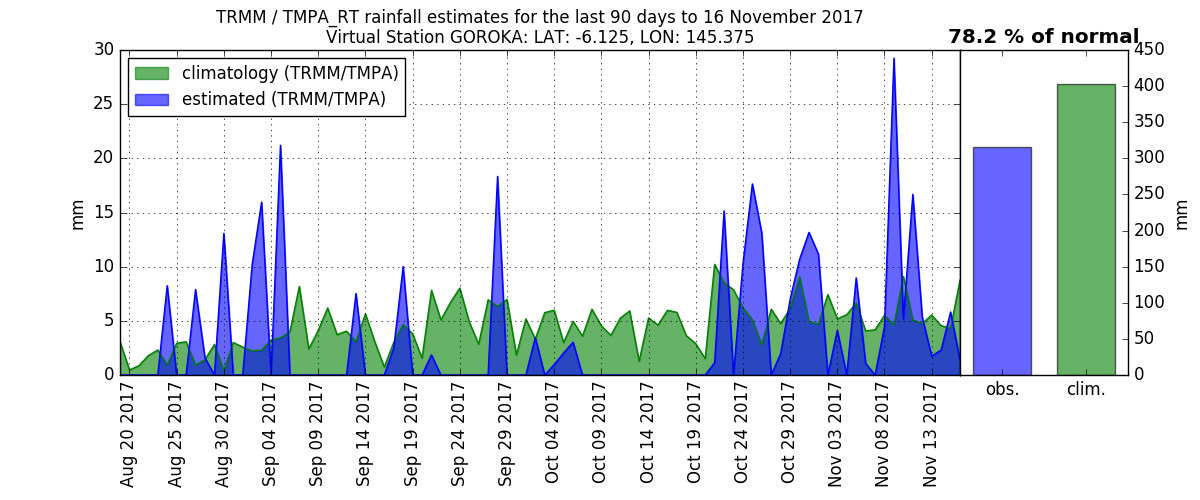 TRMM / TMPA_RT rainfall estimates for the last 90 days to 16 November 2017
Virtual Station GOROKA: LAT: -6.125, LON: 145.375
78.2 % of normal
climatology (TRMM/TMPA)
estimated (TRMM/TMPA)
30
25
20
15
10
5
0
mm
450
400
350
300
250
200
150
100
50
0
mm
Aug 20 2017
Aug 25 2017
Aug 30 2017
Sep 04 2017
Sep 09 2017
Sep 14 2017
Sep 19 2017
Sep 24 2017
Sep 29 2017
Oct 04 2017
Oct 09 2017
Oct 14 2017
Oct 19 2017
Oct 24 2017
Oct 29 2017
Nov 03 2017
Nov 08 2017
Nov 13 2017
obs.
clim.